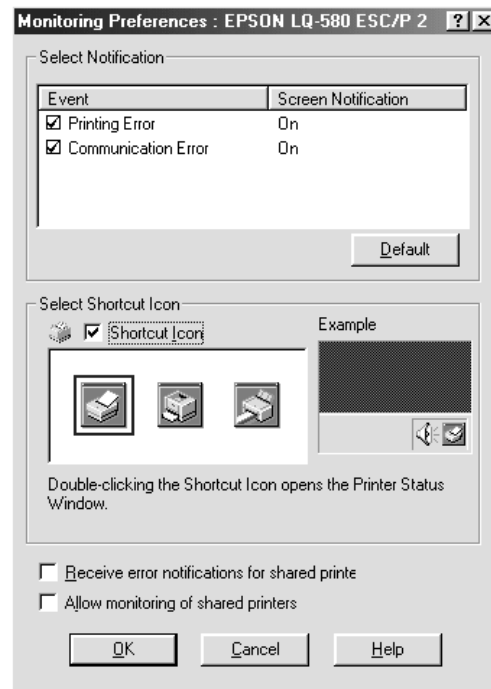 Monitoring Preferences : EPSON LQ-580 ESC/P 2
Select Notification
Event Screen Notification
Printing Error On
Communication Error On
Default
Select Shortcut Icon
Shortcut Icon
Example
Double-clicking the Shortcut Icon opens the Printer Status
Window.
Receive error notifications for shared printe
Allow monitoring of shared printers
OK Cancel Help